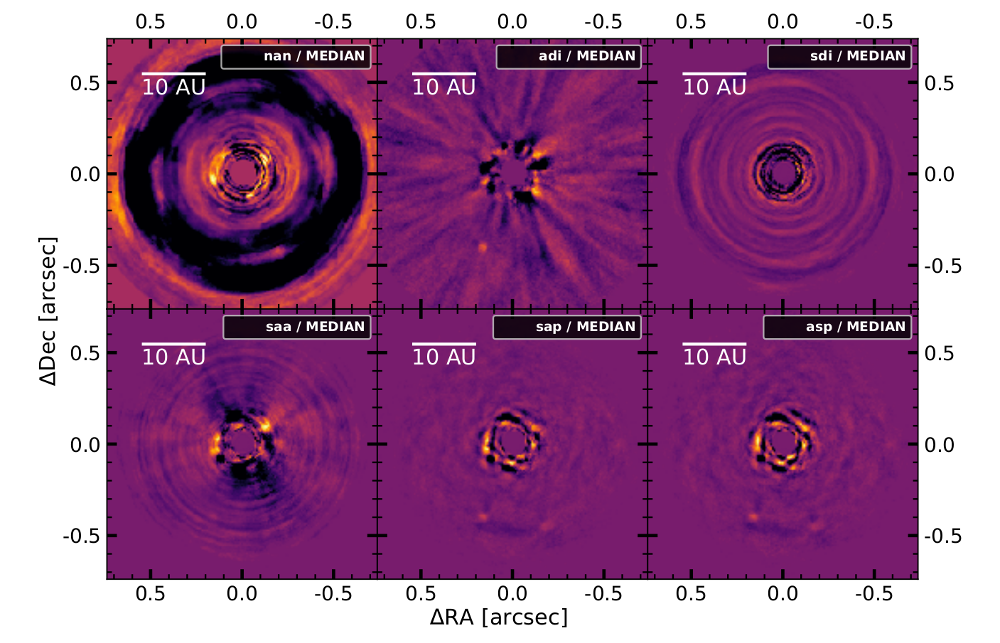 0.5 0.0 -0.5 0.5 0.0 -0.5 0.5 0.0 -0.5
nan / MEDIAN adi / MEDIAN sdi / MEDIAN
0.5 10 AU 10 AU 10 AU 0.5
0.0 0.0
-0.5 -0.5
ΔDec [arcsec]
saa / MEDIAN sap / MEDIAN asp / MEDIAN
0.5 10 AU 10 AU 10 AU 0.5
0.0 0.0
-0.5 -0.5
0.5 0.0 -0.5 0.5 0.0 -0.5 0.5 0.0 -0.5
ΔRA [arcsec]